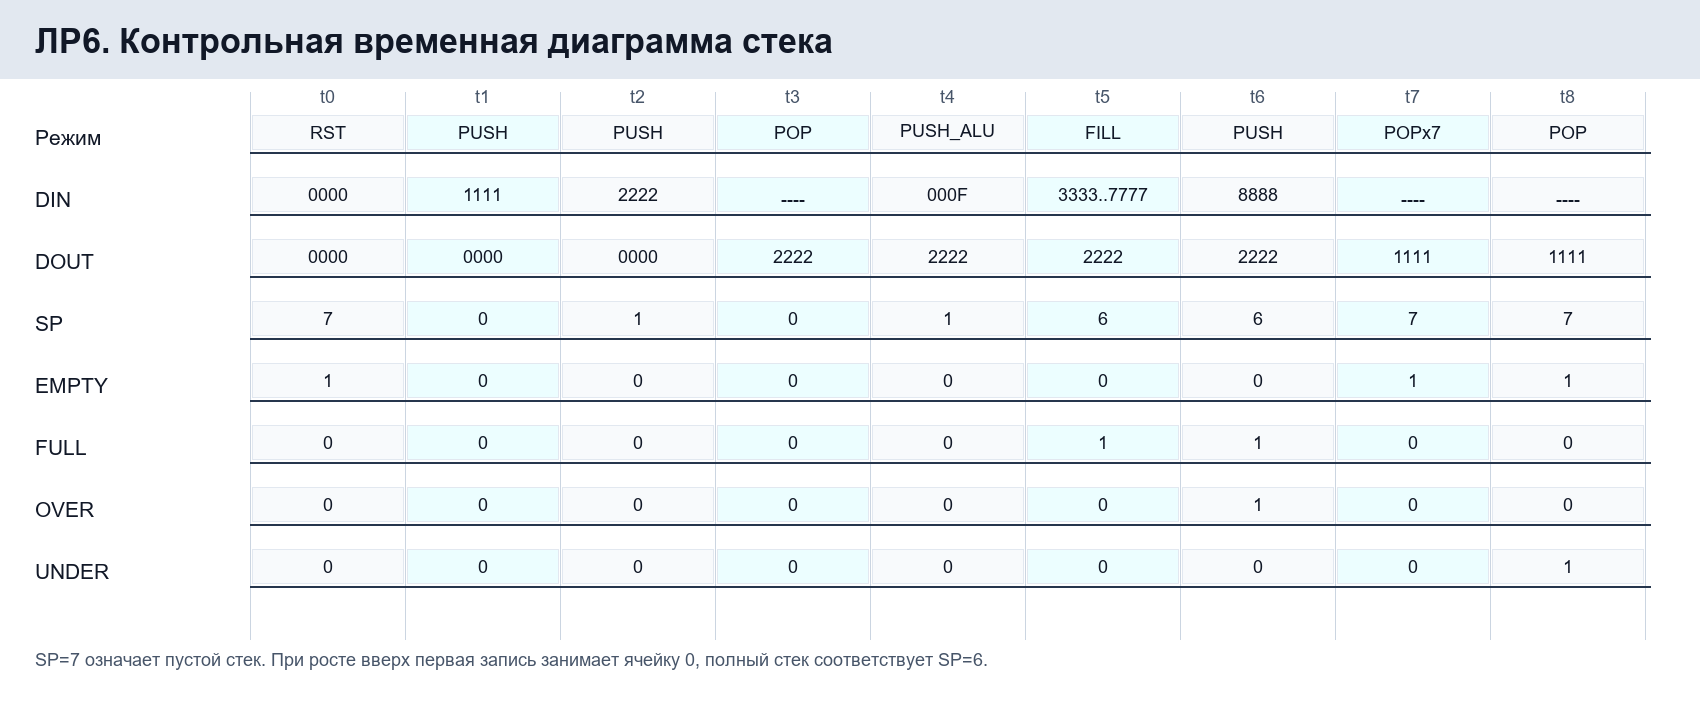 ЛР6. Контрольная временная диаграмма стека
t0 t1 t2 t3 t4 t5 t6 t7 t8
Режим RST PUSH PUSH POP PUSH_ALU FILL PUSH POPx7 POP
DIN 0000 1111 2222 ---- 000F 3333..7777 8888 ---- ----
DOUT 0000 0000 0000 2222 2222 2222 2222 1111 1111
SP 7 0 1 0 1 6 6 7 7
EMPTY 1 0 0 0 0 0 0 1 1
FULL 0 0 0 0 0 1 1 0 0
OVER 0 0 0 0 0 0 1 0 0
UNDER 0 0 0 0 0 0 0 0 1
SP=7 означает пустой стек. При росте вверх первая запись занимает ячейку 0, полный стек соответствует SP=6.